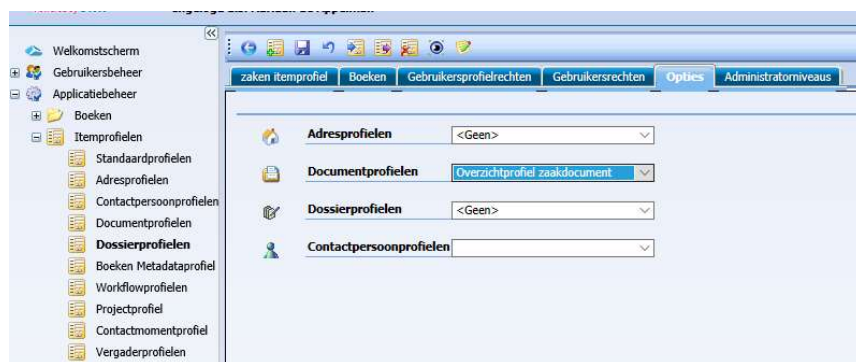 Welkomstscherm
Gebruikersbeheer
Applicatiebeheer
Boeken
Itemprofielen
Standaardprofielen
Adresprofielen
Contactpersoonprofielen
Documentprofielen
Dossierprofielen
Boeken Metadataprofiel
Workflowprofielen
Projectprofiel
Contactmomentprofiel
Vergaderprofielen
zaken itemprofiel Boeken Gebruikersprofielrechten Gebruikersrechten Opties Administratorniveaus
Adresprofielen <Geen>
Documentprofielen Overzichtprofiel zaakdocument
Dossierprofielen <Geen>
Contactpersoonprofielen